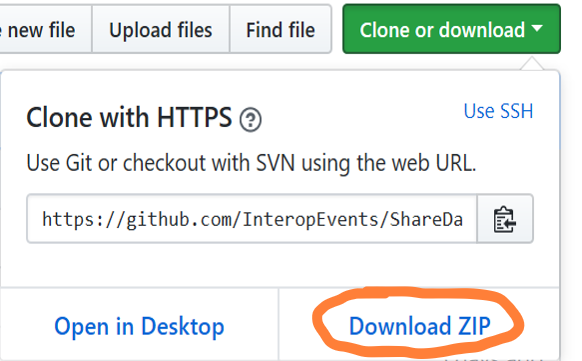 new file Upload files Find file Clone or download
Clone with HTTPS ?
Use SSH
Use Git or checkout with SVN using the web URL.
https://github.com/InteropEvents/ShareDa
Open in Desktop Download ZIP